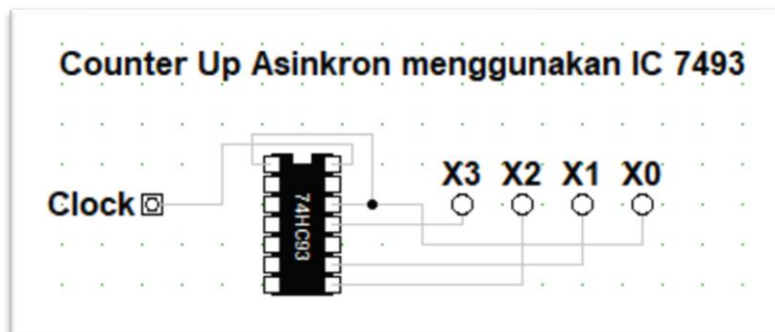 Counter Up Asinkron menggunakan IC 7493
X3 X2 X1 X0
Clock
74HC93